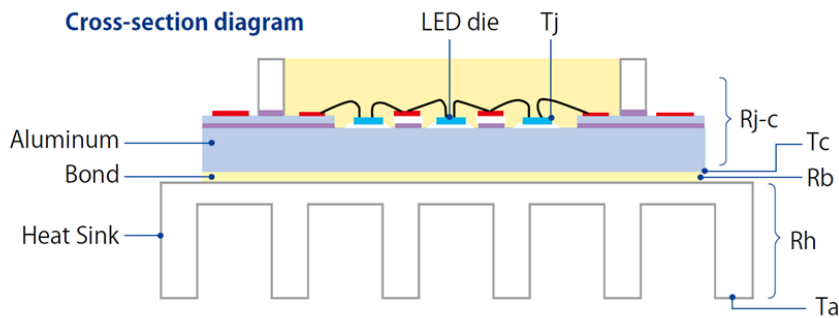 Cross-section diagram
LED die
Tj
Rj-c
Aluminum
Tc
Bond
Rb
Heat Sink
Rh
Ta